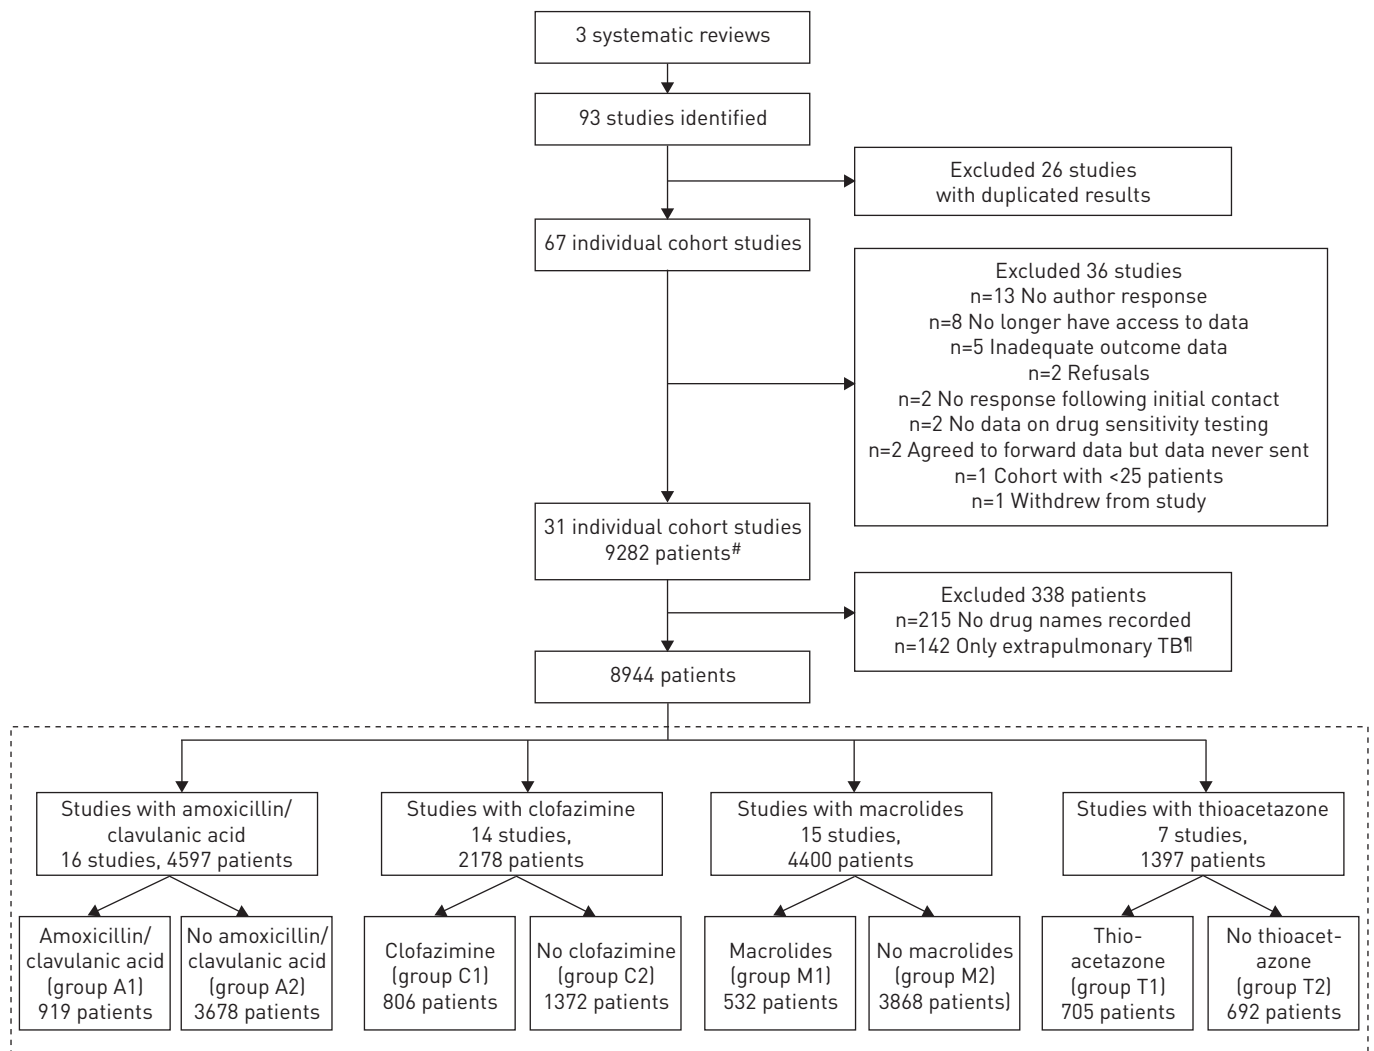 3 systematic reviews
93 studies identified
Excluded 26 studies
with duplicated results
67 individual cohort studies
Excluded 36 studies
n=13 No author response
n=8 No longer have access to data
n=5 Inadequate outcome data
n=2 Refusals
n=2 No response following initial contact
n=2 No data on drug sensitivity testing
n=2 Agreed to forward data but data never sent
n=1 Cohort with <25 patients
n=1 Withdrew from study
31 individual cohort studies
9282 patients#
Excluded 338 patients
n=215 No drug names recorded
n=142 Only extrapulmonary TB¶
8944 patients
Studies with amoxicillin/
clavulanic acid
16 studies, 4597 patients
Studies with clofazimine
14 studies,
2178 patients
Studies with macrolides
15 studies,
4400 patients
Studies with thioacetazone
7 studies,
1397 patients
Amoxicillin/
clavulanic acid
(group A1)
919 patients
No amoxicillin/
clavulanic acid
(group A2)
3678 patients
Clofazimine
(group C1)
806 patients
No clofazimine
(group C2)
1372 patients
Macrolides
(group M1)
532 patients
No macrolides
(group M2)
3868 patients)
Thio-
acetazone
(group T1)
705 patients
No thioacet-
azone
(group T2)
692 patients